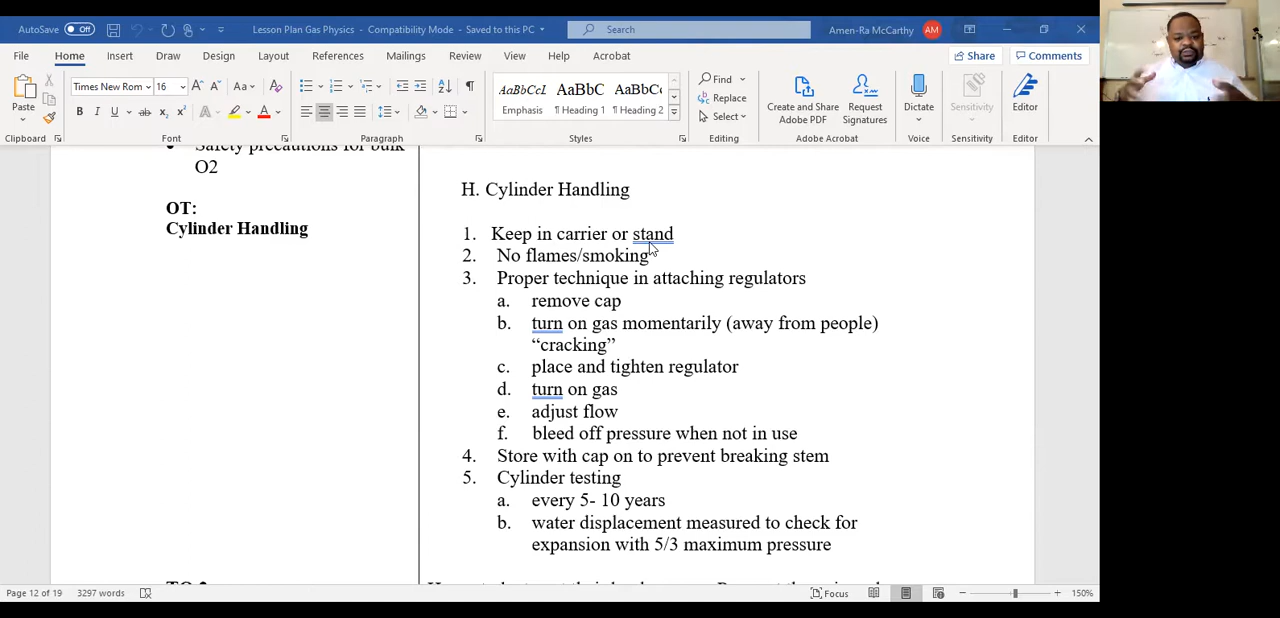 AutoSave Off Lesson Plan Gas Physics - Compatibility Mode - Saved to this PC Search Amen-Ra McCarthy AM
File Home Insert Draw Design Layout References Mailings Review View Help Acrobat Share Comments
Paste Times New Rom 16 Aa AaBbCcI AaBbC AaBbCc Find Replace Select Create and Share Adobe PDF Request Signatures Dictate Sensitivity Editor
B I U ab x₂ x² A A Emphasis ¶ Heading 1 ¶ Heading 2
Clipboard Font Paragraph Styles Editing Adobe Acrobat Voice Sensitivity Editor
• Safety precautions for bulk
O2
OT:
Cylinder Handling
H. Cylinder Handling
1. Keep in carrier or stand
2. No flames/smoking
3. Proper technique in attaching regulators
a. remove cap
b. turn on gas momentarily (away from people)
“cracking”
c. place and tighten regulator
d. turn on gas
e. adjust flow
f. bleed off pressure when not in use
4. Store with cap on to prevent breaking stem
5. Cylinder testing
a. every 5- 10 years
b. water displacement measured to check for
expansion with 5/3 maximum pressure
Page 12 of 19 3297 words Focus 150%